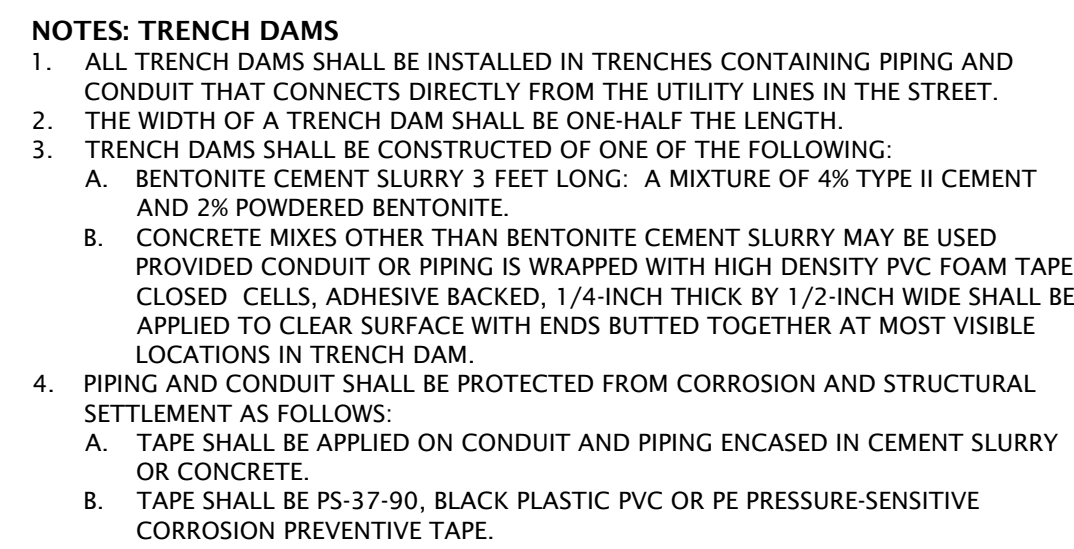 NOTES: TRENCH DAMS
1. ALL TRENCH DAMS SHALL BE INSTALLED IN TRENCHES CONTAINING PIPING AND
CONDUIT THAT CONNECTS DIRECTLY FROM THE UTILITY LINES IN THE STREET.
2. THE WIDTH OF A TRENCH DAM SHALL BE ONE-HALF THE LENGTH.
3. TRENCH DAMS SHALL BE CONSTRUCTED OF ONE OF THE FOLLOWING:
A. BENTONITE CEMENT SLURRY 3 FEET LONG: A MIXTURE OF 4% TYPE II CEMENT
AND 2% POWDERED BENTONITE.
B. CONCRETE MIXES OTHER THAN BENTONITE CEMENT SLURRY MAY BE USED
PROVIDED CONDUIT OR PIPING IS WRAPPED WITH HIGH DENSITY PVC FOAM TAPE
CLOSED CELLS, ADHESIVE BACKED, 1/4-INCH THICK BY 1/2-INCH WIDE SHALL BE
APPLIED TO CLEAR SURFACE WITH ENDS BUTTED TOGETHER AT MOST VISIBLE
LOCATIONS IN TRENCH DAM.
4. PIPING AND CONDUIT SHALL BE PROTECTED FROM CORROSION AND STRUCTURAL
SETTLEMENT AS FOLLOWS:
A. TAPE SHALL BE APPLIED ON CONDUIT AND PIPING ENCASED IN CEMENT SLURRY
OR CONCRETE.
B. TAPE SHALL BE PS-37-90, BLACK PLASTIC PVC OR PE PRESSURE-SENSITIVE
CORROSION PREVENTIVE TAPE.